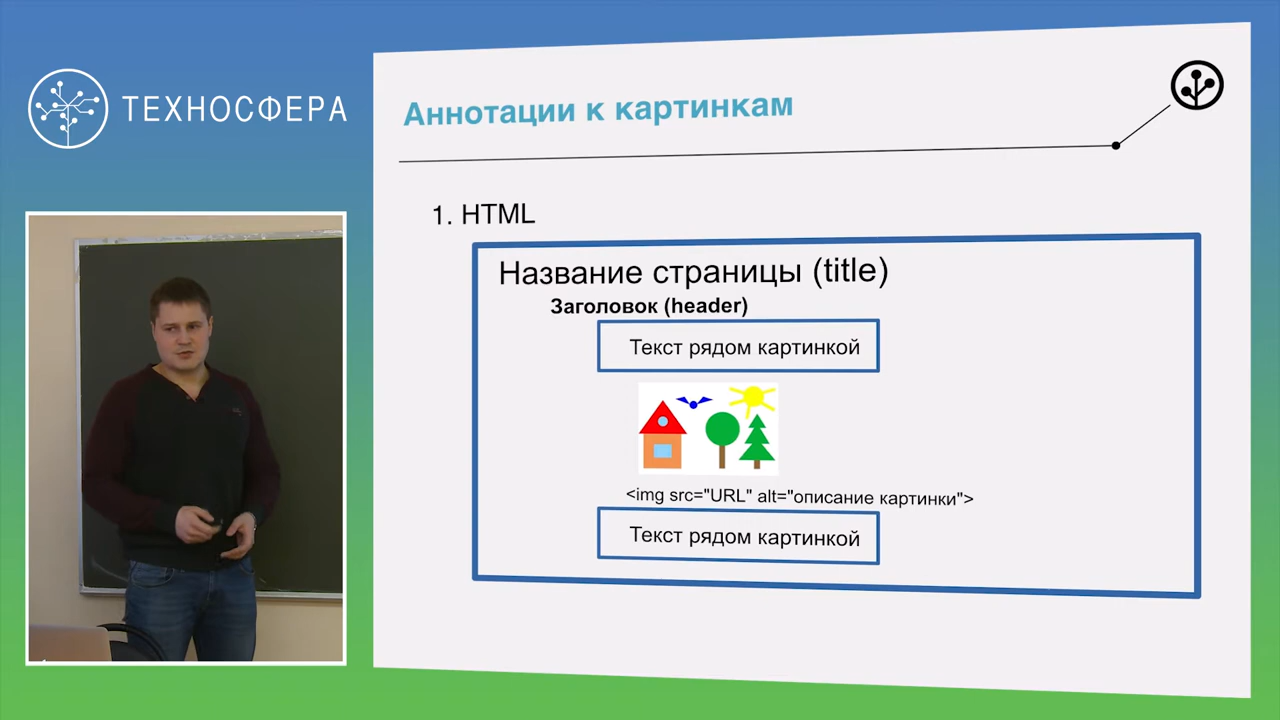 ТЕХНОСФЕРА
Аннотации к картинкам
1. HTML
Название страницы (title)
Заголовок (header)
Текст рядом картинкой
<img src="URL" alt="описание картинки">
Текст рядом картинкой